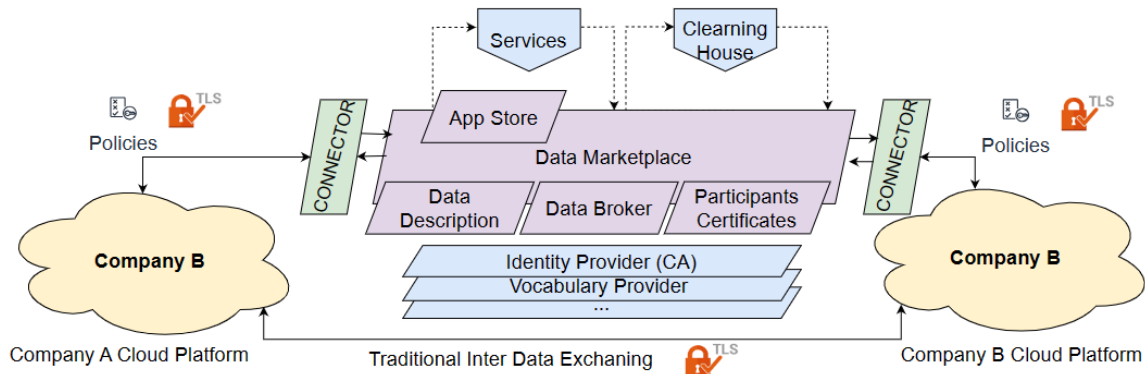 Services
Clearning
House
TLS
Policies
CONNECTOR
App Store
Data Marketplace
CONNECTOR
TLS
Policies
Data
Description
Data Broker
Participants
Certificates
Company B
Company B
Identity Provider (CA)
Vocabulary Provider
...
Company A Cloud Platform
Traditional Inter Data Exchaning
TLS
Company B Cloud Platform